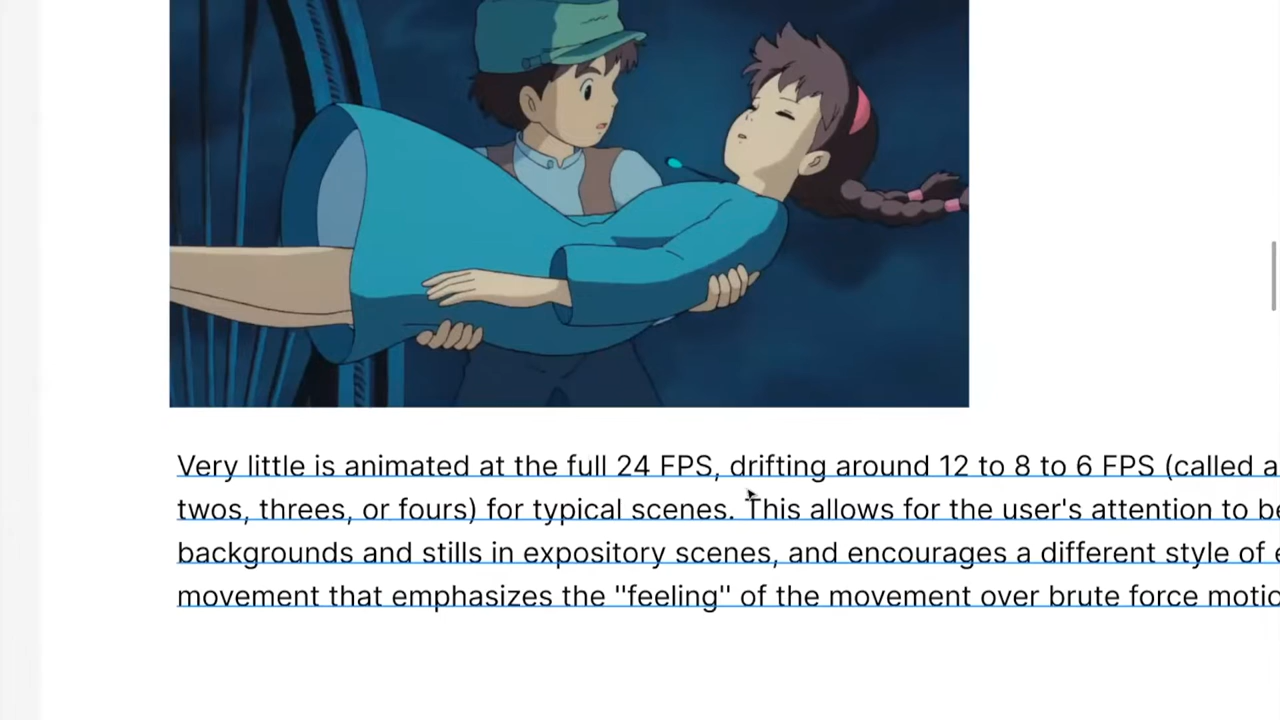 Very little is animated at the full 24 FPS, drifting around 12 to 8 to 6 FPS (called a
twos, threes, or fours) for typical scenes. This allows for the user's attention to be
backgrounds and stills in expository scenes, and encourages a different style of
movement that emphasizes the "feeling" of the movement over brute force